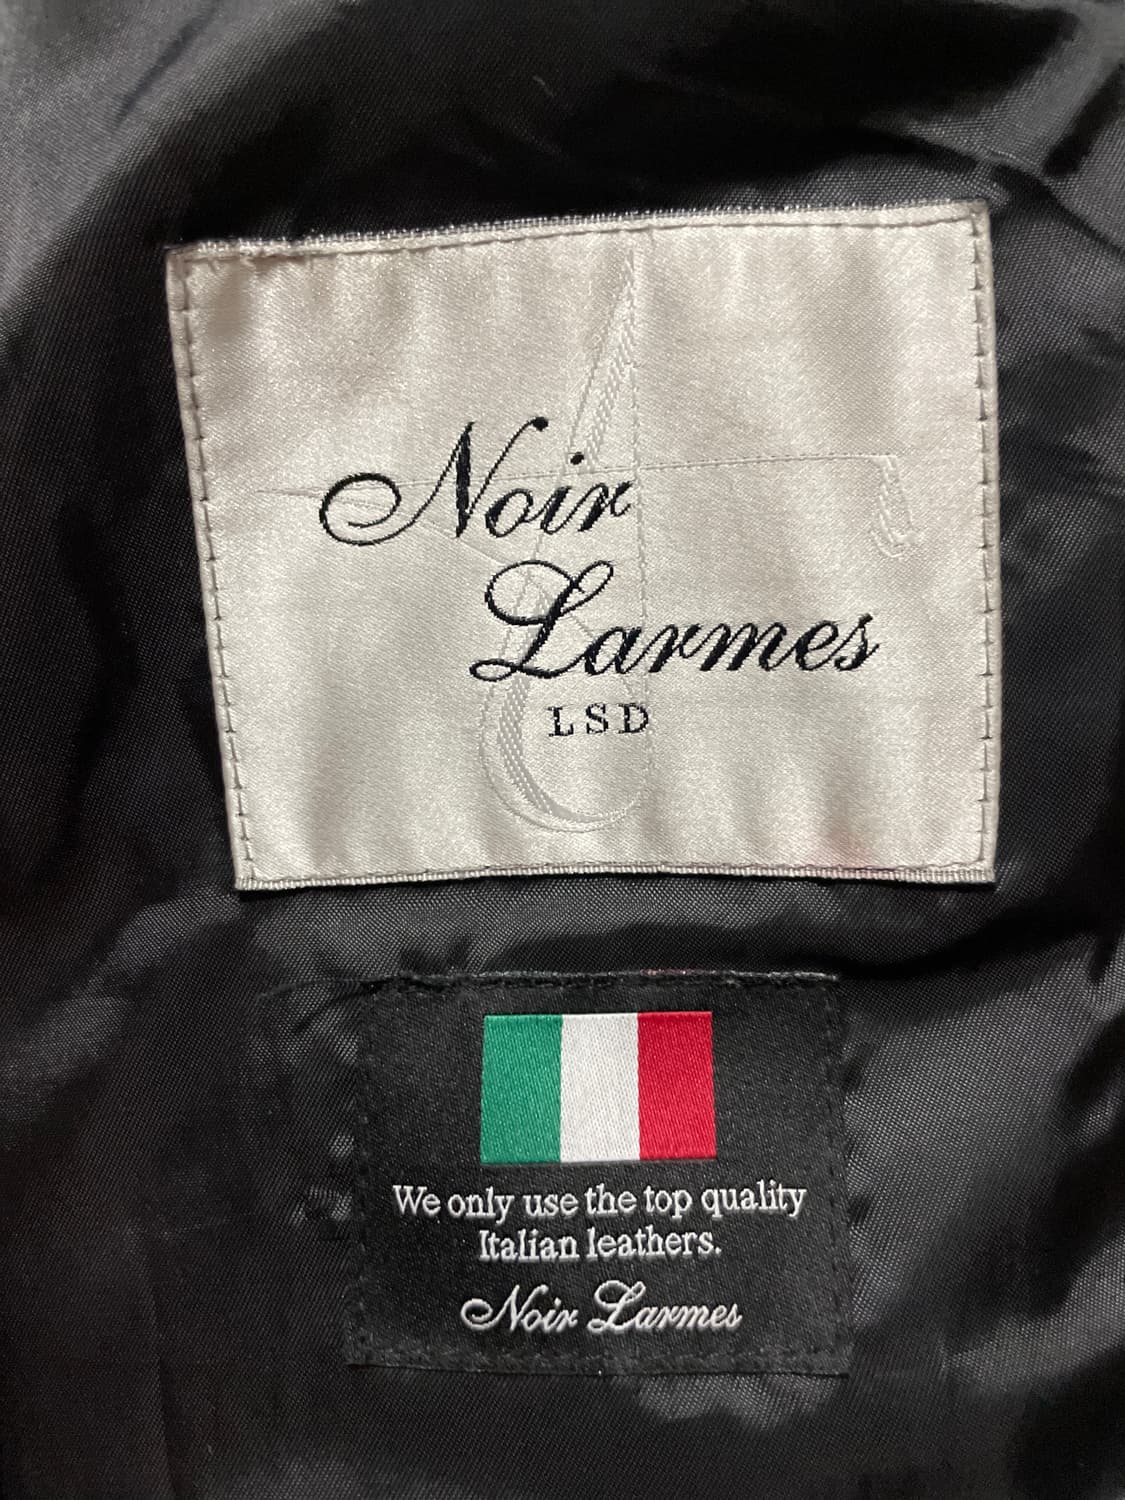 Noir
Larmes
LSD
We only use the top quality
Italian leathers.
Noir Larmes